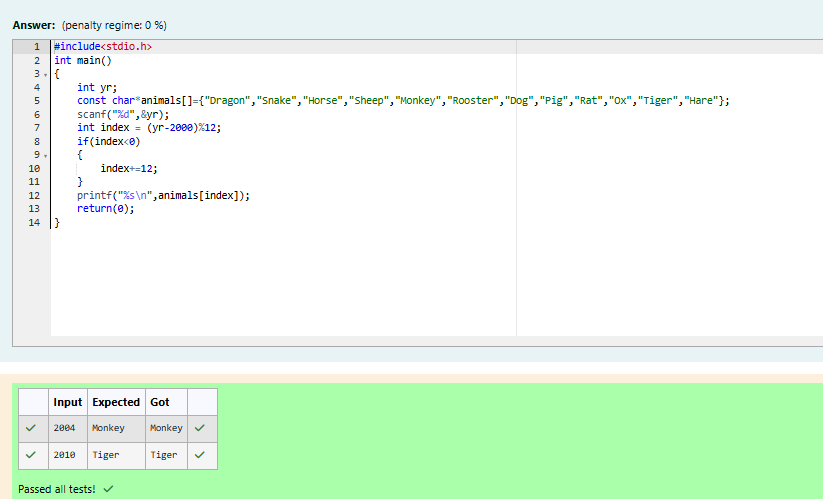 Answer: (penalty regime: 0 %)
1 #include<stdio.h>
2 int main()
3 {
4 int yr;
5 const char*animals[]={"Dragon","Snake","Horse","Sheep","Monkey","Rooster","Dog","Pig","Rat","Ox","Tiger","Hare"};
6 scanf("%d",&yr);
7 int index = (yr-2000)%12;
8 if(index<0)
9 {
10 index+=12;
11 }
12 printf("%s\n",animals[index]);
13 return(0);
14 }
Input Expected Got
2004 Monkey Monkey
2010 Tiger Tiger
Passed all tests!